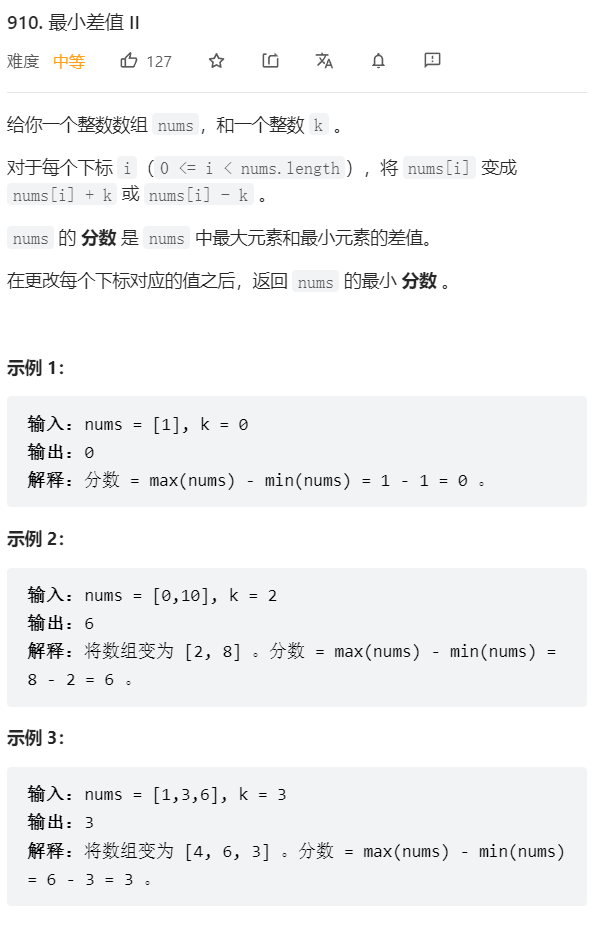 910. 最小差值 II
难度 中等 127
给你一个整数数组 nums，和一个整数 k 。
对于每个下标 i（0 <= i < nums.length），将 nums[i] 变成
nums[i] + k 或 nums[i] - k 。
nums 的 分数 是 nums 中最大元素和最小元素的差值。
在更改每个下标对应的值之后，返回 nums 的最小 分数 。
示例 1：
输入：nums = [1], k = 0
输出：0
解释：分数 = max(nums) - min(nums) = 1 - 1 = 0 。
示例 2：
输入：nums = [0,10], k = 2
输出：6
解释：将数组变为 [2, 8] 。分数 = max(nums) - min(nums) =
8 - 2 = 6 。
示例 3：
输入：nums = [1,3,6], k = 3
输出：3
解释：将数组变为 [4, 6, 3] 。分数 = max(nums) - min(nums)
= 6 - 3 = 3 。